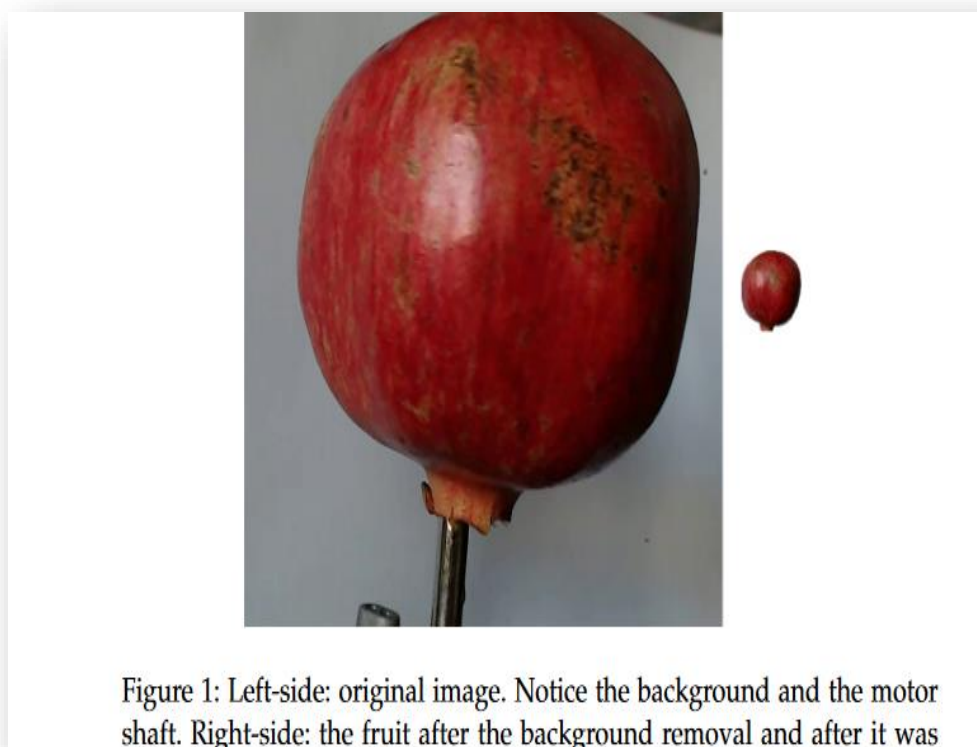 Figure 1: Left-side: original image. Notice the background and the motor
shaft. Right-side: the fruit after the background removal and after it was